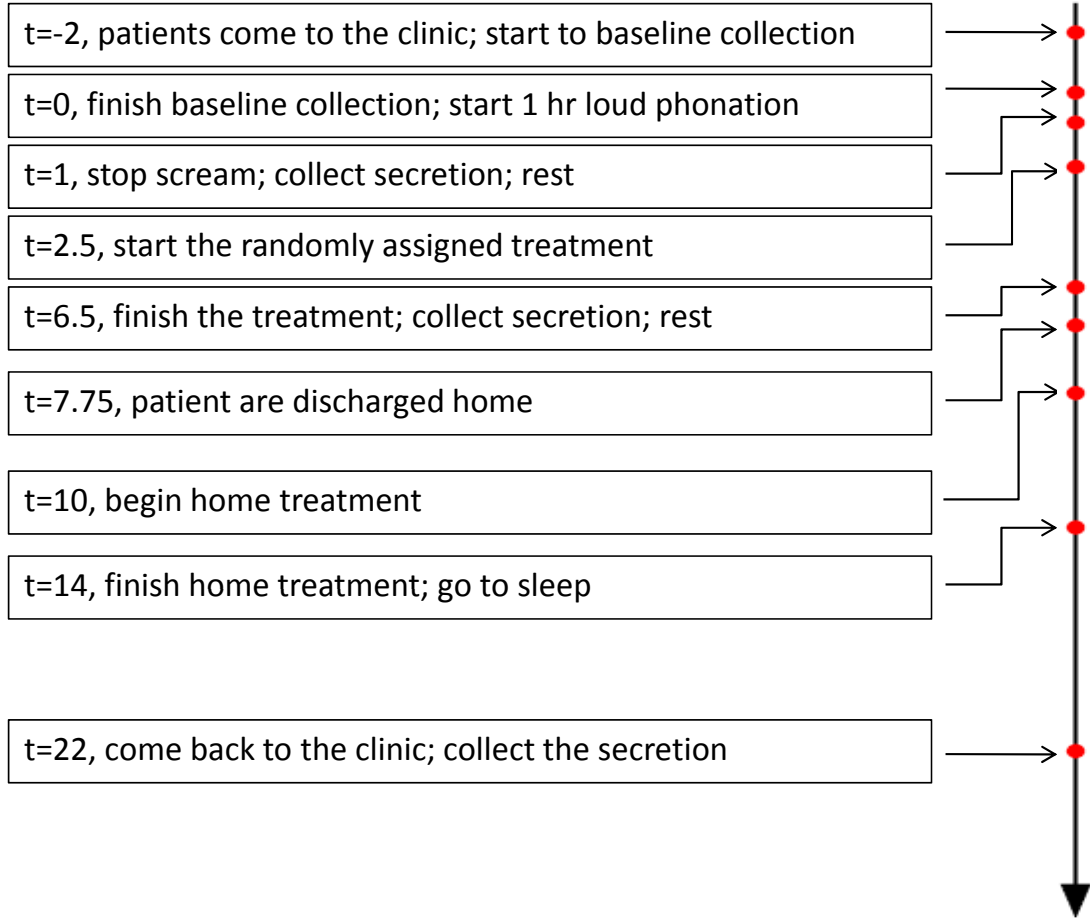 t=-2, patients come to the clinic; start to baseline collection
t=0, finish baseline collection; start 1 hr loud phonation
t=1, stop scream; collect secretion; rest
t=2.5, start the randomly assigned treatment
t=6.5, finish the treatment; collect secretion; rest
t=7.75, patient are discharged home
t=10, begin home treatment
t=14, finish home treatment; go to sleep
t=22, come back to the clinic; collect the secretion